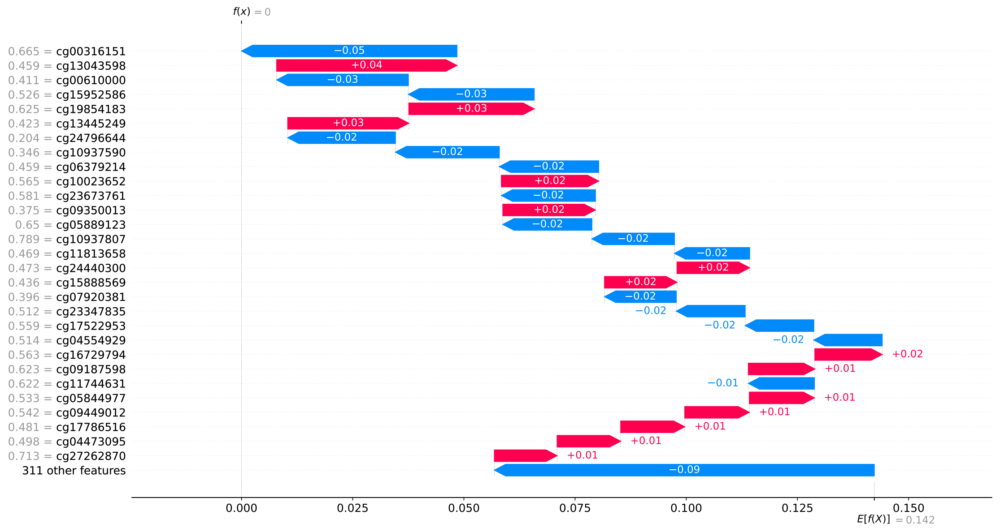 f(x) = 0
0.665 = cg00316151 −0.05
0.459 = cg13043598 +0.04
0.411 = cg00610000 −0.03
0.526 = cg15952586 −0.03
0.625 = cg19854183 +0.03
0.423 = cg13445249 +0.03
0.204 = cg24796644 −0.02
0.346 = cg10937590 −0.02
0.459 = cg06379214 −0.02
0.565 = cg10023652 +0.02
0.581 = cg23673761 −0.02
0.375 = cg09350013 +0.02
0.65 = cg05889123 −0.02
0.789 = cg10937807 −0.02
0.469 = cg11813658 −0.02
0.473 = cg24440300 +0.02
0.436 = cg15888569 +0.02
0.396 = cg07920381 −0.02
0.512 = cg23347835 −0.02
0.559 = cg17522953 −0.02
0.514 = cg04554929 −0.02
0.563 = cg16729794 +0.02
0.623 = cg09187598 +0.01
0.622 = cg11744631 −0.01
0.533 = cg05844977 +0.01
0.542 = cg09449012 +0.01
0.481 = cg17786516 +0.01
0.498 = cg04473095 +0.01
0.713 = cg27262870 +0.01
311 other features −0.09
0.000 0.025 0.050 0.075 0.100 0.125 0.150
E[f(X)] = 0.142